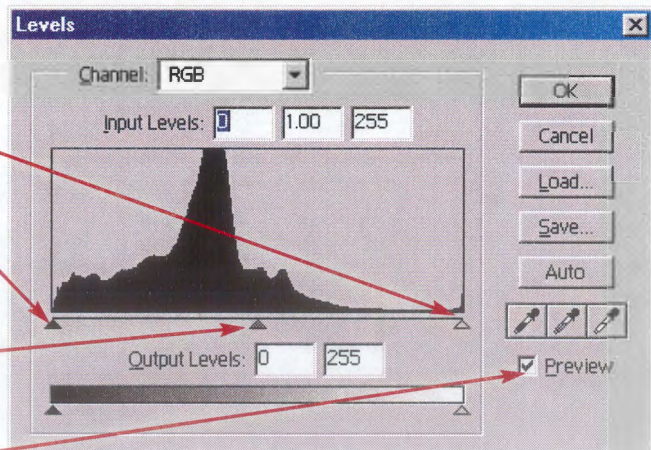 Levels
Channel: RGB
Input Levels: 0 1.00 255
Output Levels: 0 255
OK
Cancel
Load...
Save...
Auto
Preview